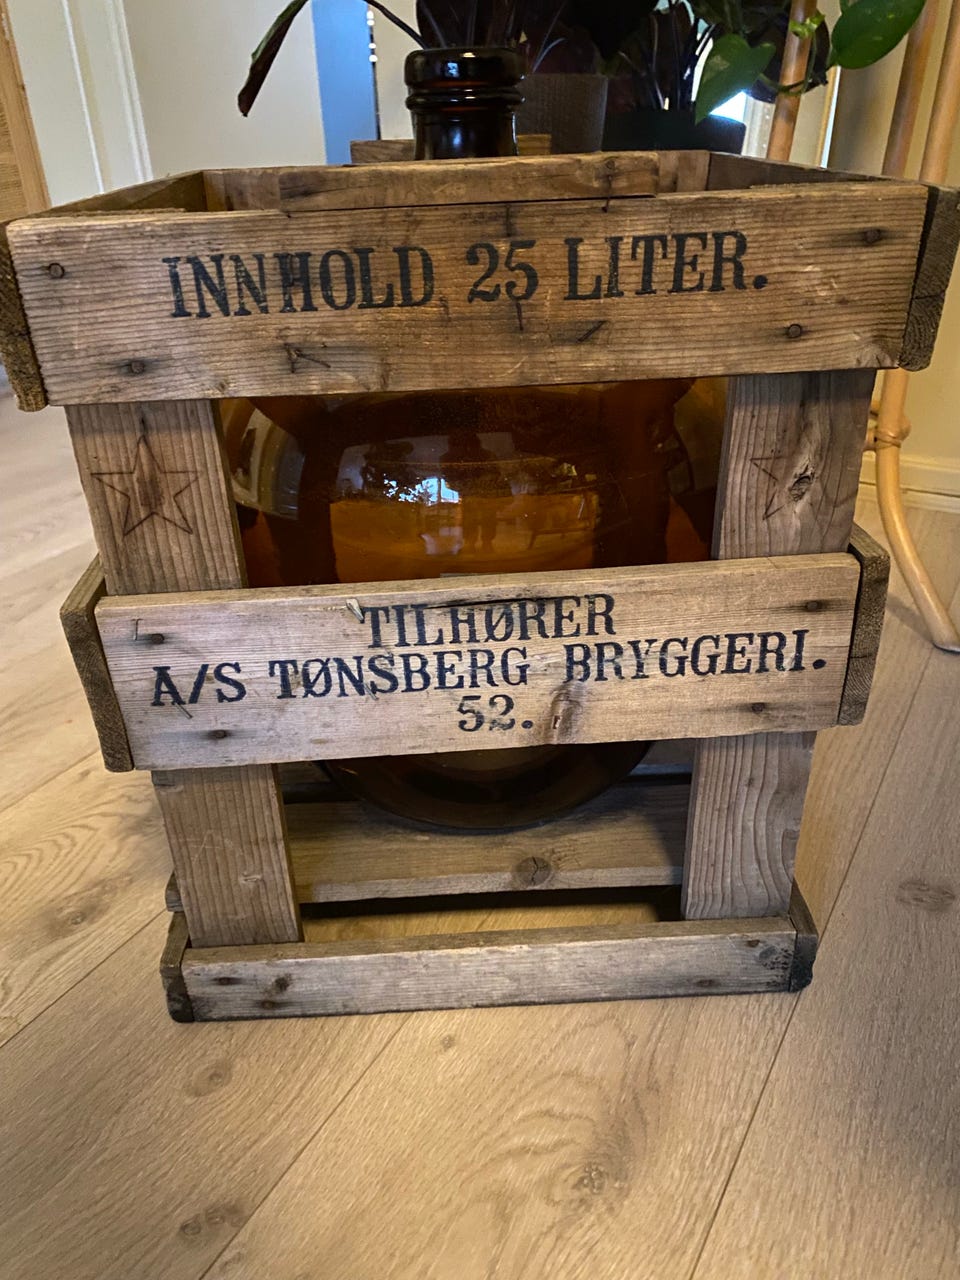 INNHOLD 25 LITER.
TILHØRER
A/S TØNSBERG BRYGGERI.
52.